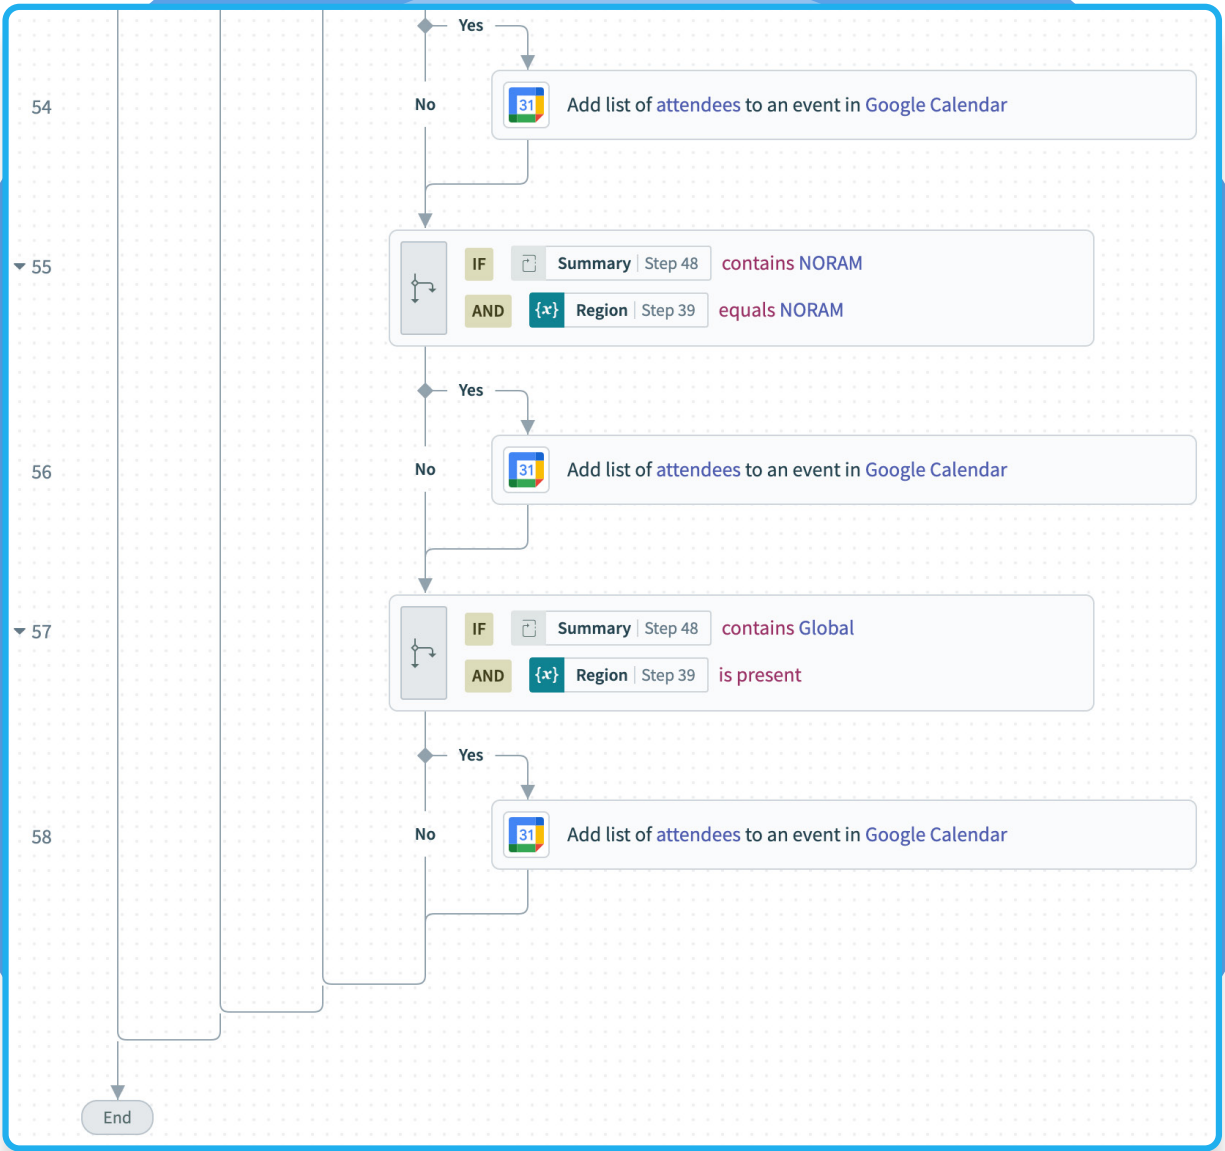 Yes
54
No
31
Add list of attendees to an event in Google Calendar
55
IF Summary Step 48 contains NORAM
AND {x} Region Step 39 equals NORAM
Yes
56
No
31
Add list of attendees to an event in Google Calendar
57
IF Summary Step 48 contains Global
AND {x} Region Step 39 is present
Yes
58
No
31
Add list of attendees to an event in Google Calendar
End